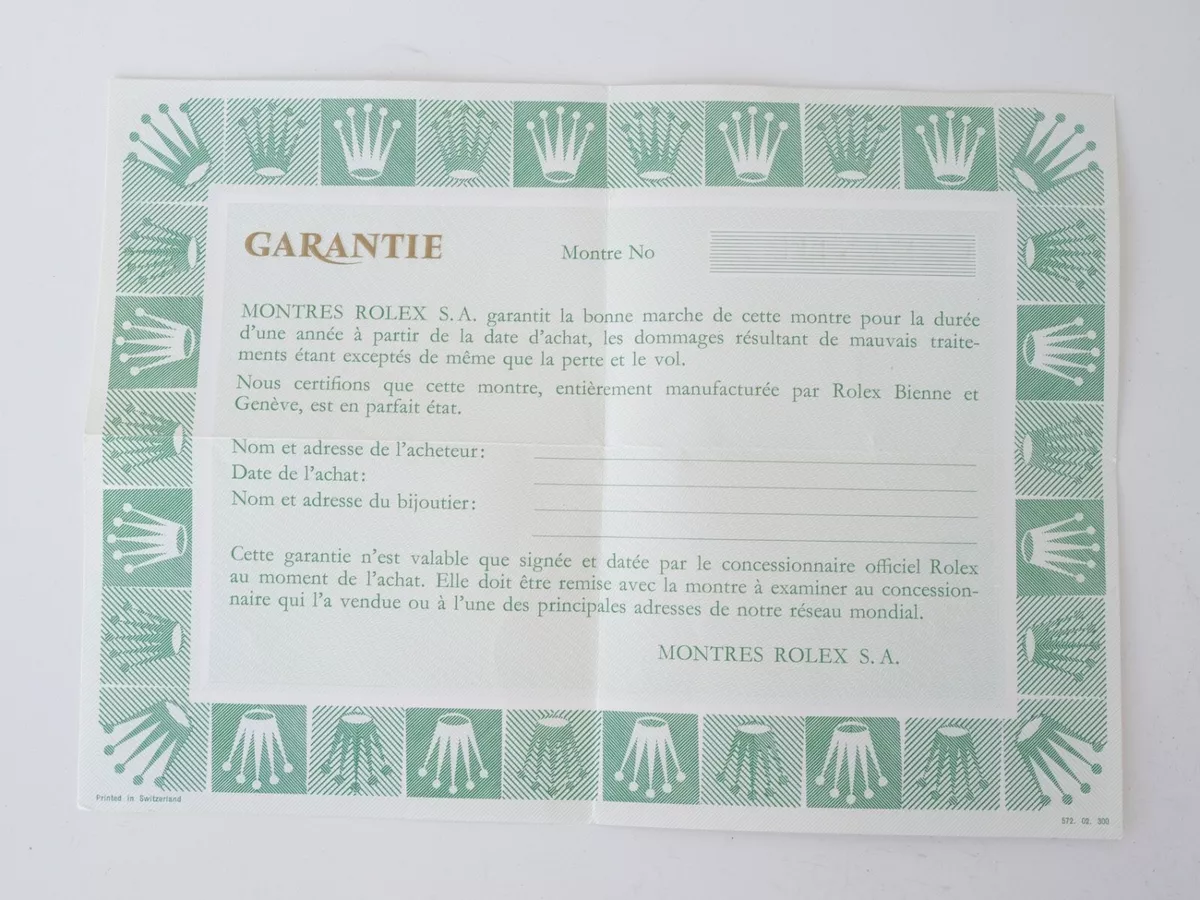 GARANTIE
Montre No
MONTRES ROLEX S.A. garantit la bonne marche de cette montre pour la durée
d'une année à partir de la date d'achat, les dommages résultant de mauvais traite-
ments étant exceptés de même que la perte et le vol.
Nous certifions que cette montre, entièrement manufacturée par Rolex Bienne et
Genève, est en parfait état.
Nom et adresse de l'acheteur:
Date de l'achat:
Nom et adresse du bijoutier:
Cette garantie n'est valable que signée et datée par le concessionnaire officiel Rolex
au moment de l'achat. Elle doit être remise avec la montre à examiner au concession-
naire qui l'a vendue ou à l'une des principales adresses de notre réseau mondial.
MONTRES ROLEX S.A.
Printed in Switzerland
572. 02. 300